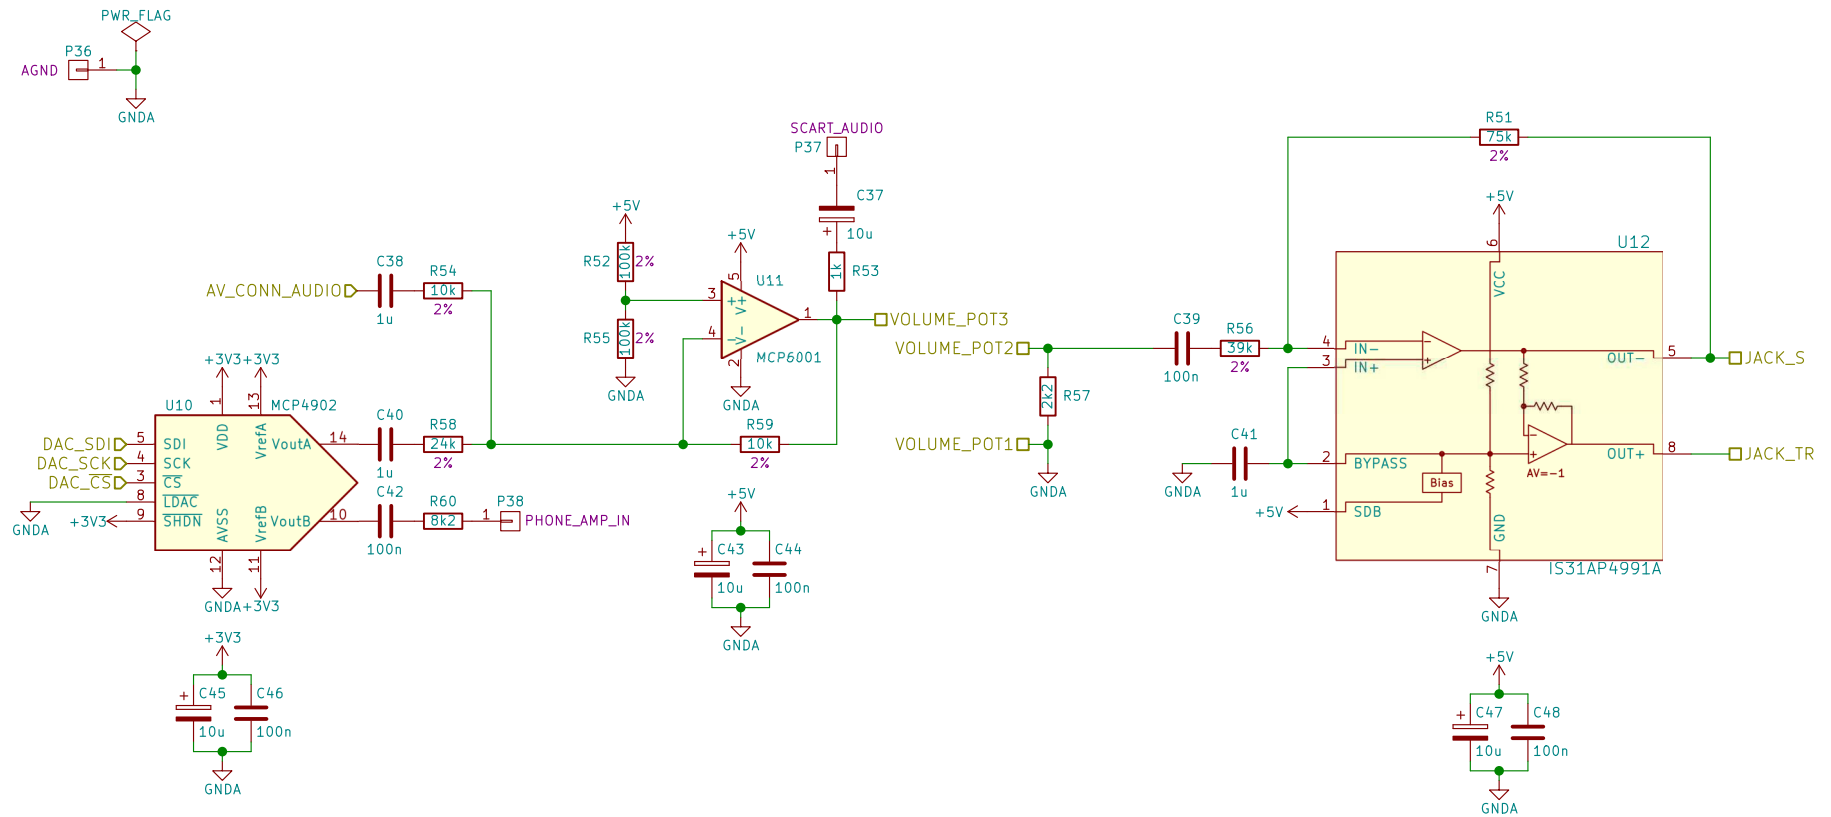 PWR_FLAG
P36
AGND
1
GNDA
SCART_AUDIO
P37
1
C37
+
10u
R53
1k
+5V
R52
100k
2%
R55
100k
2%
GNDA
+5V
U11
5
3
+
V+
1
4
-
V-
2
MCP6001
GNDA
VOLUME_POT3
AV_CONN_AUDIO
C38
1u
R54
10k
2%
+3V3
+3V3
1
13
U10
MCP4902
DAC_SDI
5
SDI
DAC_SCK
4
SCK
DAC_CS
3
CS
8
LDAC
GNDA
+3V3
9
SHDN
VDD
VrefA
VoutA
14
AVSS
VrefB
VoutB
10
12
11
GNDA
+3V3
C40
1u
R58
24k
2%
C42
100n
R60
8k2
1
P38
PHONE_AMP_IN
R59
10k
2%
+5V
+
C43
10u
C44
100n
GNDA
+3V3
+
C45
10u
C46
100n
GNDA
VOLUME_POT2
R57
2k2
VOLUME_POT1
GNDA
C39
100n
R56
39k
2%
R51
75k
2%
+5V
6
U12
VCC
4
IN-
3
IN+
-
+
OUT-
5
JACK_S
C41
1u
GNDA
2
BYPASS
+5V
1
SDB
Bias
-
+
AV=-1
OUT+
8
JACK_TR
GND
7
IS31AP4991A
GNDA
+5V
+
C47
10u
C48
100n
GNDA